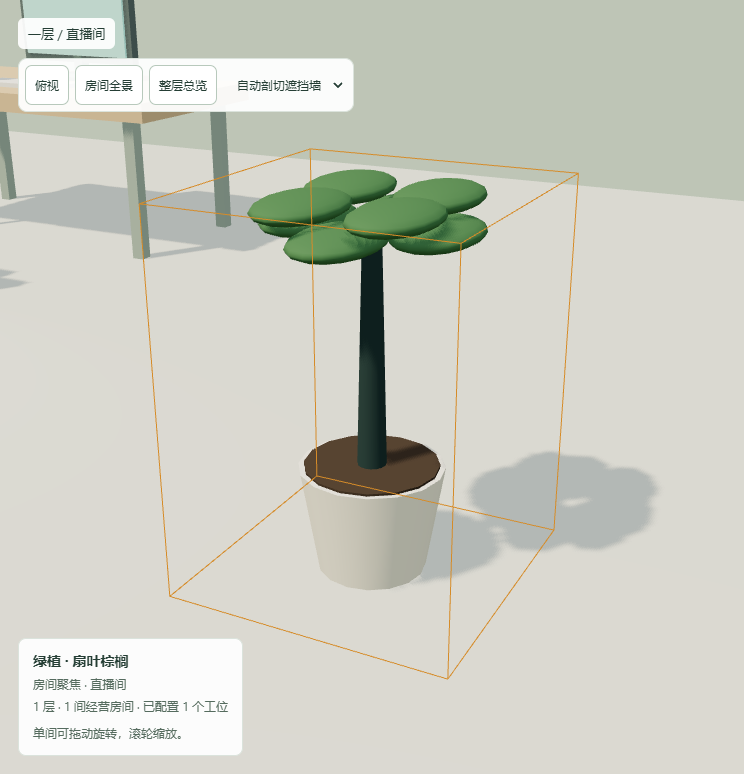 一层 / 直播间
俯视 房间全景 整层总览 自动剖切遮挡墙
绿植 · 扇叶棕榈
房间聚焦 · 直播间
1 层 · 1 间经营房间 · 已配置 1 个工位
单间可拖动旋转，滚轮缩放。